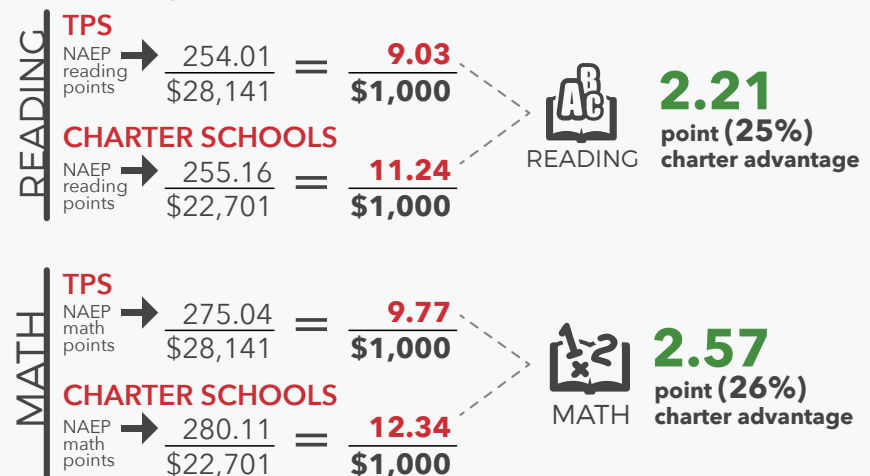 READING
TPS
NAEP reading points
254.01
$28,141
=
9.03
$1,000
CHARTER SCHOOLS
NAEP reading points
255.16
$22,701
=
11.24
$1,000
ABC
READING
2.21
point (25%)
charter advantage
MATH
TPS
NAEP math points
275.04
$28,141
=
9.77
$1,000
CHARTER SCHOOLS
NAEP math points
280.11
$22,701
=
12.34
$1,000
1 2 x
MATH
2.57
point (26%)
charter advantage